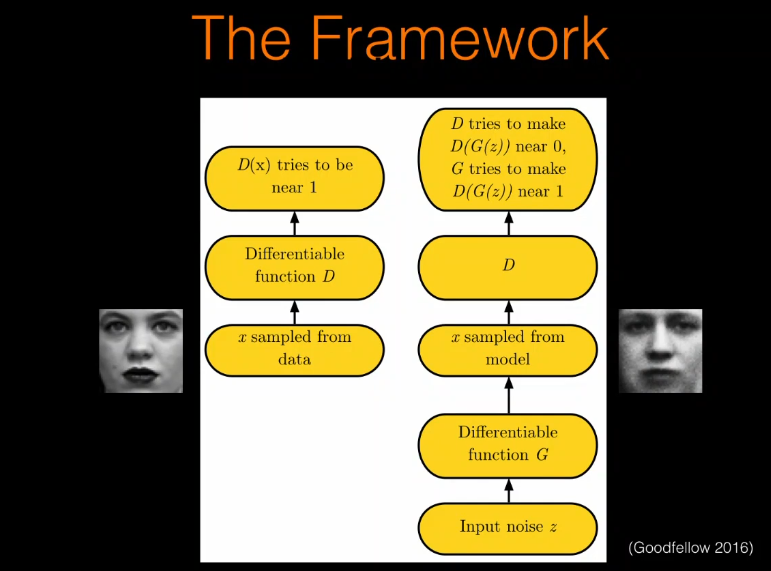 The Framework
D(x) tries to be
near 1
Differentiable
function D
x sampled from
data
D tries to make
D(G(z)) near 0,
G tries to make
D(G(z)) near 1
D
x sampled from
model
Differentiable
function G
Input noise z
(Goodfellow 2016)